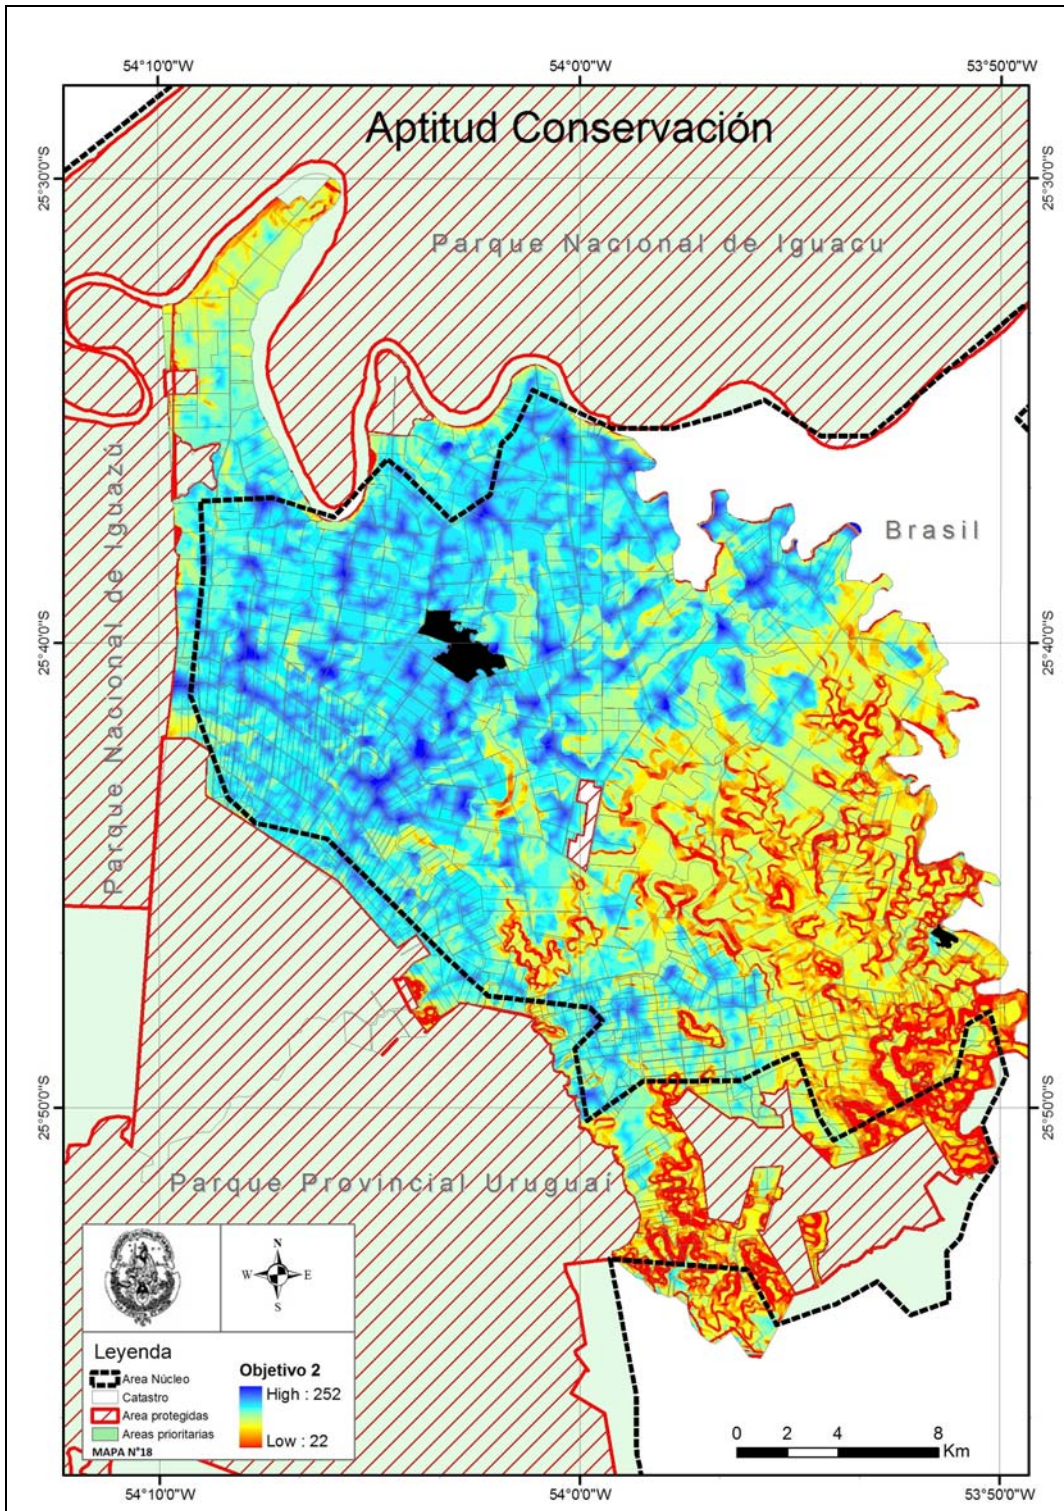 54°10'0"W 54°0'0"W 53°50'0"W
Aptitud Conservación
25°30'0"S 25°30'0"S
Parque Nacional de Iguacu
Parque Nacional de Iguazú
Brasil
25°40'0"S 25°40'0"S
25°50'0"S 25°50'0"S
Parque Provincial Uruguaí
N
W E
S
Leyenda
Area Núcleo
Catastro
Area protegidas
Areas prioritarias
MAPA N°18
Objetivo 2
High : 252
Low : 22
0 2 4 8
Km
54°10'0"W 54°0'0"W 53°50'0"W